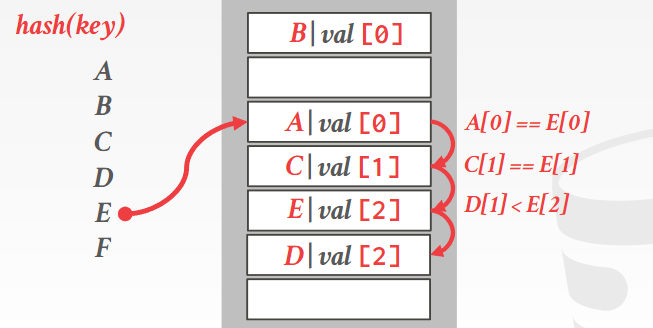 hash(key)
A
B
C
D
E
F
B|val [0]
A|val [0]
C|val [1]
E|val [2]
D|val [2]
A[0] == E[0]
C[1] == E[1]
D[1] < E[2]